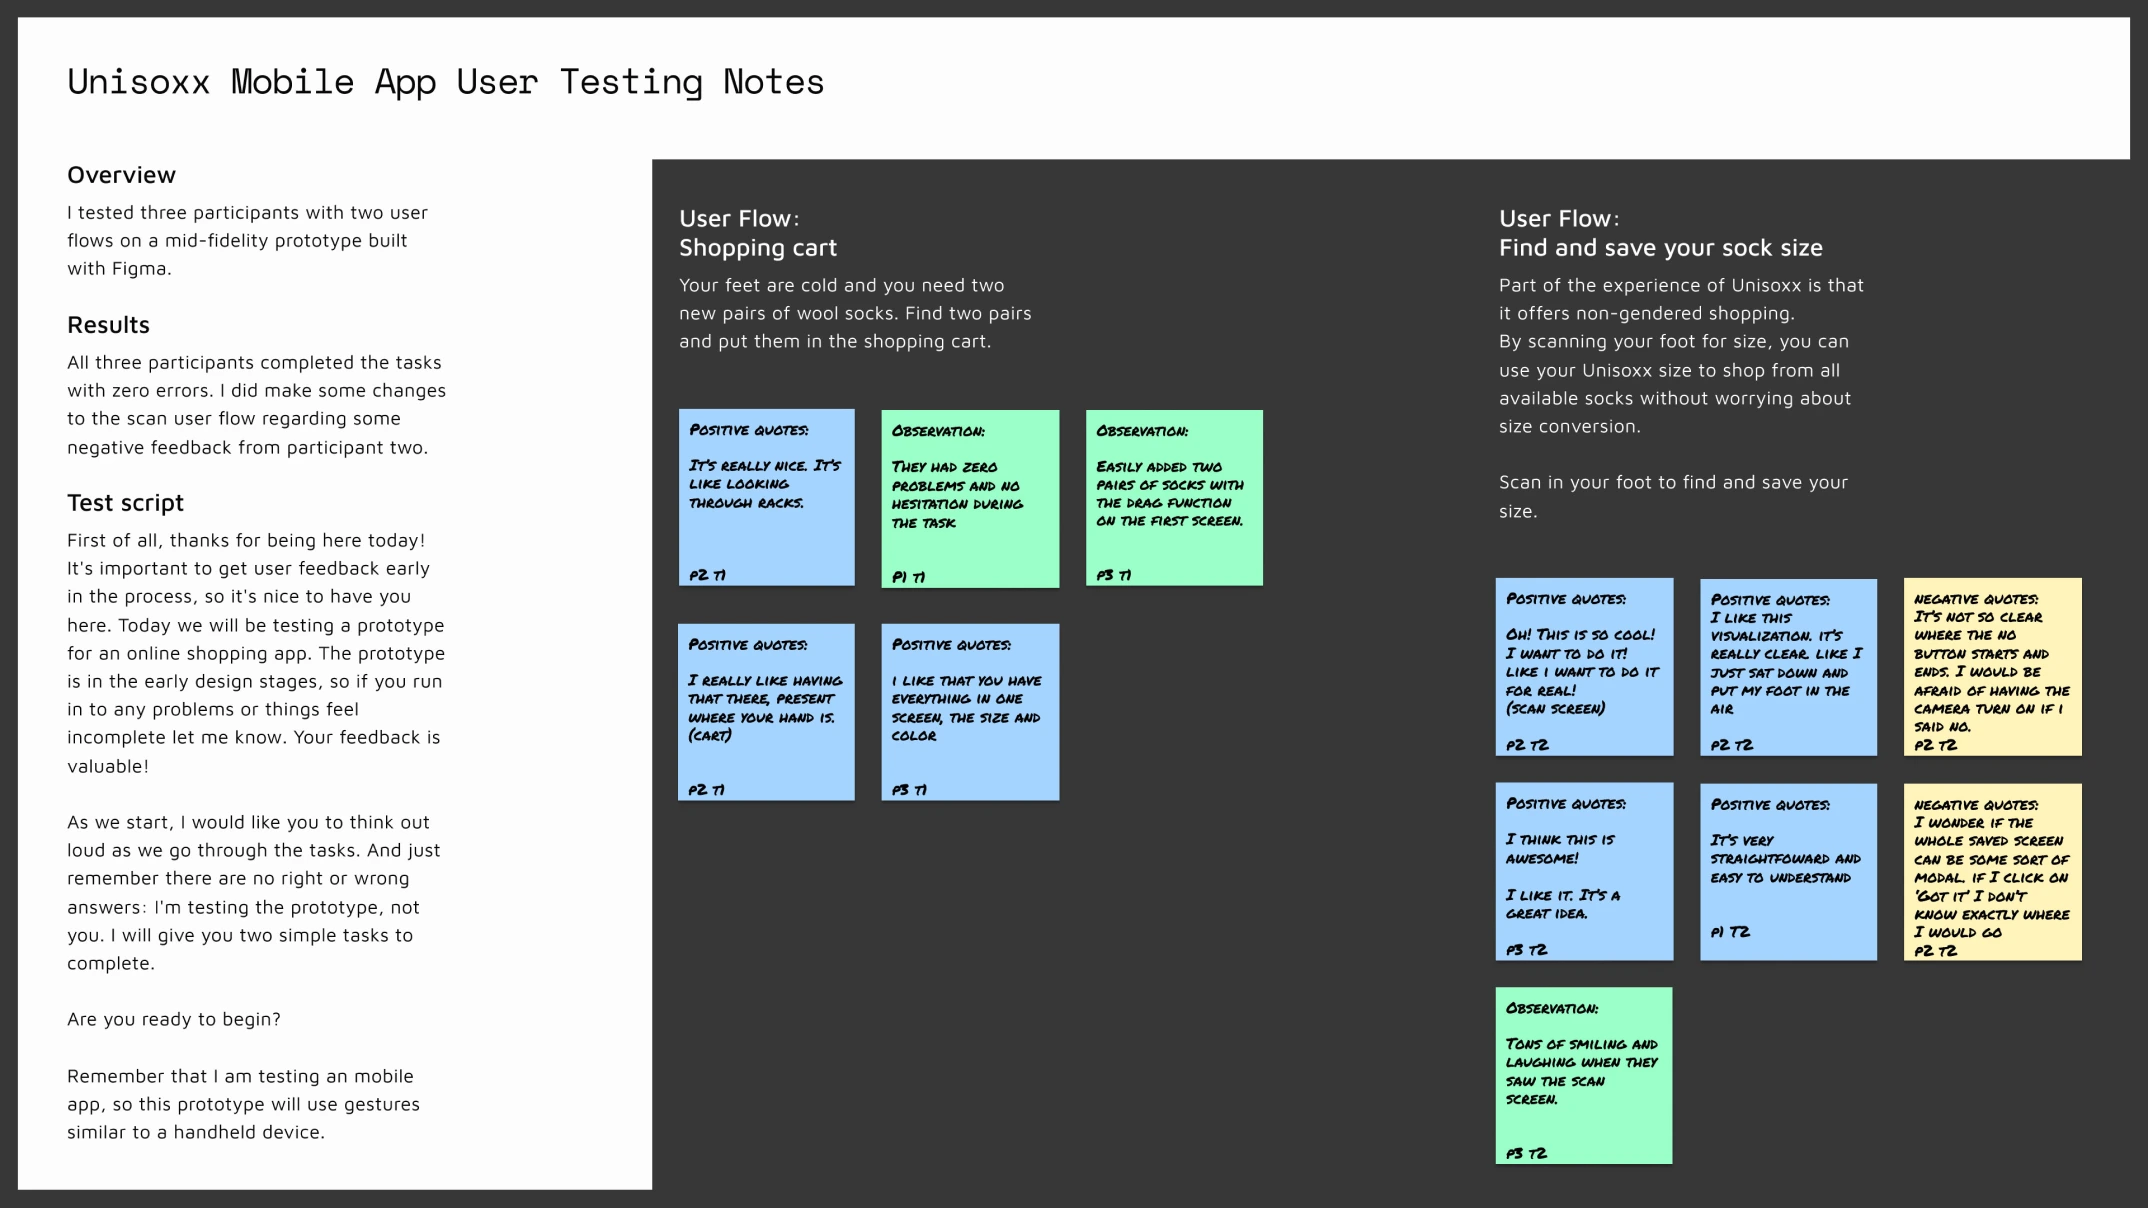 Unisoxx Mobile App User Testing Notes
Overview
I tested three participants with two user
flows on a mid-fidelity prototype built
with Figma.
Results
All three participants completed the tasks
with zero errors. I did make some changes
to the scan user flow regarding some
negative feedback from participant two.
Test script
First of all, thanks for being here today!
It's important to get user feedback early
in the process, so it's nice to have you
here. Today we will be testing a prototype
for an online shopping app. The prototype
is in the early design stages, so if you run
in to any problems or things feel
incomplete let me know. Your feedback is
valuable!
As we start, I would like you to think out
loud as we go through the tasks. And just
remember there are no right or wrong
answers: I'm testing the prototype, not
you. I will give you two simple tasks to
complete.
Are you ready to begin?
Remember that I am testing an mobile
app, so this prototype will use gestures
similar to a handheld device.
User Flow:
Shopping cart
Your feet are cold and you need two
new pairs of wool socks. Find two pairs
and put them in the shopping cart.
Positive quotes:
It's really nice. It's
like looking
through racks.
p2 t1
Observation:
They had zero
problems and no
hesitation during
the task
P1 t1
Observation:
Easily added two
pairs of socks with
the drag function
on the first screen.
p3 t1
Positive quotes:
I really like having
that there, present
where your hand is.
(cart)
p2 t1
Positive quotes:
i like that you have
everything in one
screen, the size and
color
p3 t1
User Flow:
Find and save your sock size
Part of the experience of Unisoxx is that
it offers non-gendered shopping.
By scanning your foot for size, you can
use your Unisoxx size to shop from all
available socks without worrying about
size conversion.
Scan in your foot to find and save your
size.
Positive quotes:
Oh! This is so cool!
I want to do it!
like i want to do it
for real!
(scan screen)
p2 t2
Positive quotes:
I like this
visualization. it's
really clear. like I
just sat down and
put my foot in the
air
p2 t2
negative quotes:
It's not so clear
where the no
button starts and
ends. I would be
afraid of having the
camera turn on if i
said no.
p2 t2
Positive quotes:
I think this is
awesome!
I like it. It's a
great idea.
p3 t2
Positive quotes:
It's very
straightfoward and
easy to understand
p1 T2
negative quotes:
I wonder if the
whole saved screen
can be some sort of
modal. if I click on
'Got it' I don't
know exactly where
I would go
p2 t2
Observation:
Tons of smiling and
laughing when they
saw the scan
screen.
p3 t2